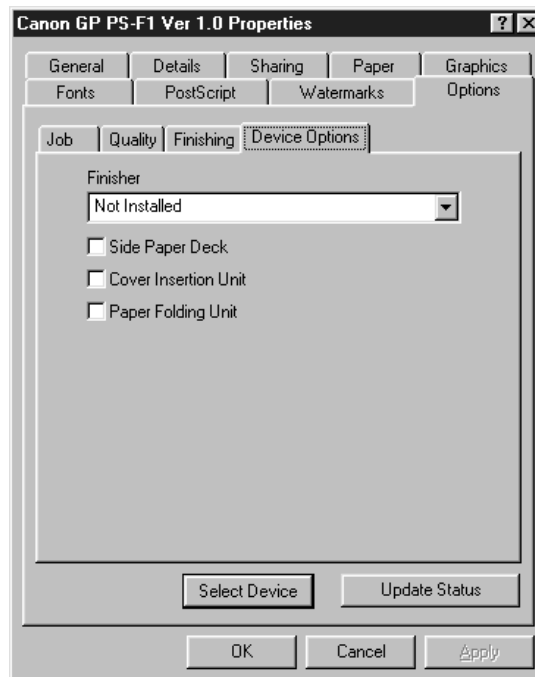 Canon GP PS-F1 Ver 1.0 Properties
General Details Sharing Paper Graphics
Fonts PostScript Watermarks Options
Job Quality Finishing Device Options
Finisher
Not Installed
Side Paper Deck
Cover Insertion Unit
Paper Folding Unit
Select Device Update Status
OK Cancel Apply